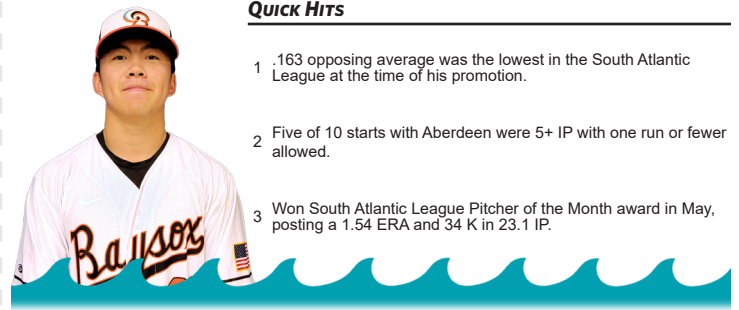 QUICK HITS
1 .163 opposing average was the lowest in the South Atlantic
League at the time of his promotion.
2 Five of 10 starts with Aberdeen were 5+ IP with one run or fewer
allowed.
3 Won South Atlantic League Pitcher of the Month award in May,
posting a 1.54 ERA and 34 K in 23.1 IP.
Baysox